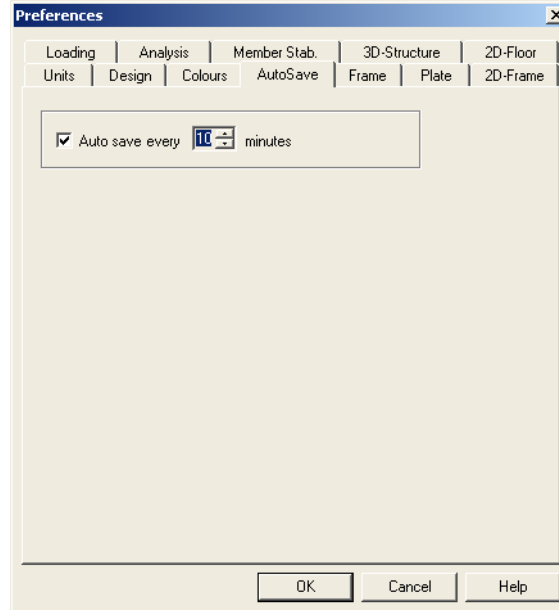 Preferences
Loading Analysis Member Stab. 3D-Structure 2D-Floor
Units Design Colours AutoSave Frame Plate 2D-Frame
Auto save every 10 minutes
OK Cancel Help